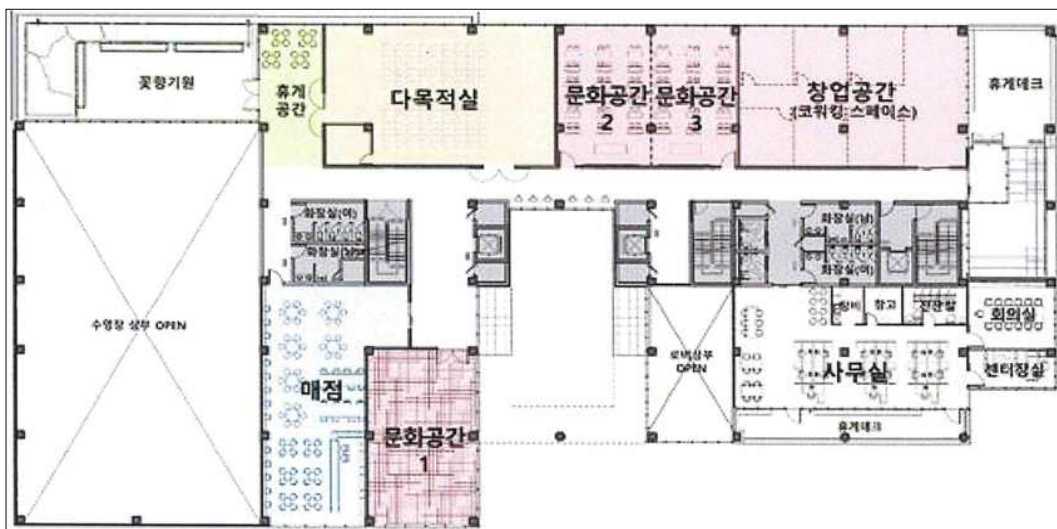 꽃향기원
휴게
공간
다목적실
문화공간
2
문화공간
3
창업공간
(코워킹 스페이스)
휴게데크
화장실(여)
화장실(남)
화장실(여)
수영장 상부 OPEN
매점
문화공간
1
로비상부
OPEN
창고
전산실
회의실
사무실
센터장실
휴게데크